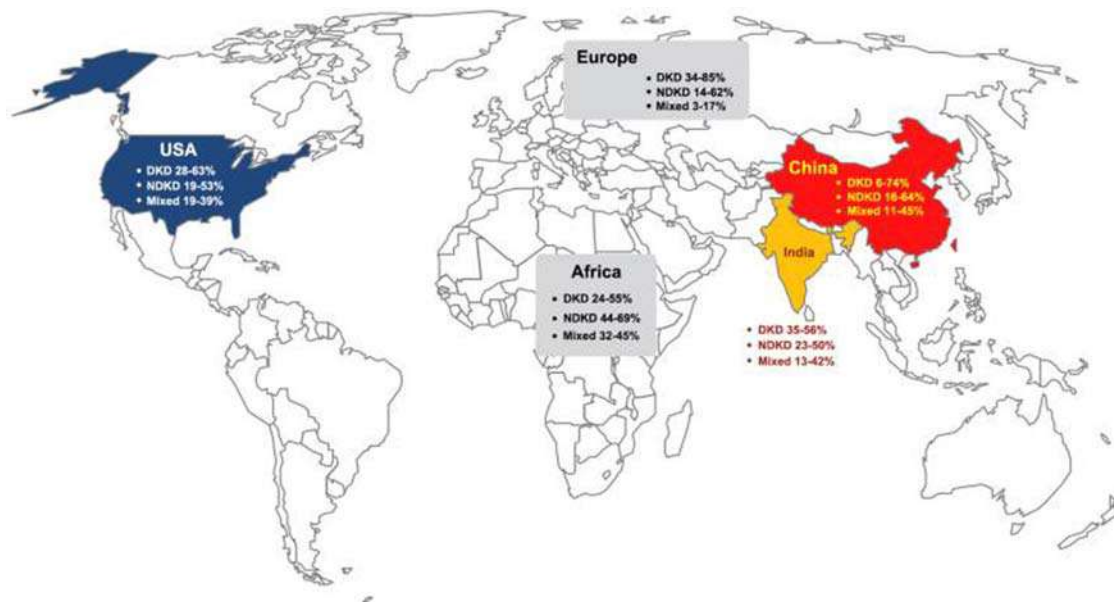 Europe
• DKD 34-85%
• NDKD 14-62%
• Mixed 3-17%
USA
• DKD 28-63%
• NDKD 19-53%
• Mixed 19-39%
China
• DKD 6-74%
• NDKD 16-64%
• Mixed 11-45%
India
• DKD 35-56%
• NDKD 23-50%
• Mixed 13-42%
Africa
• DKD 24-55%
• NDKD 44-69%
• Mixed 32-45%